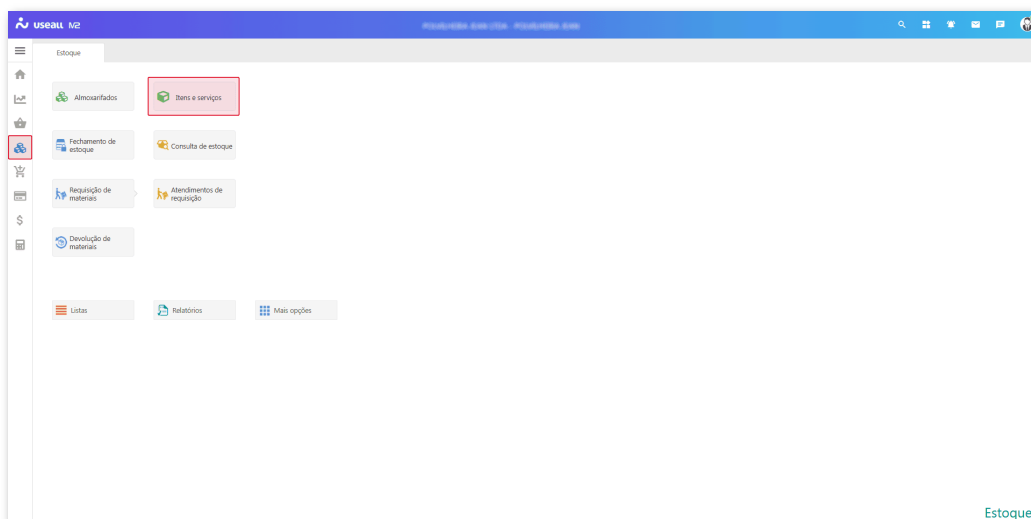 useall M2
Estoque
Almoxarifados
Itens e serviços
Fechamento de
estoque
Consulta de estoque
Requisição de
materiais
Atendimentos de
requisição
Devolução de
materiais
Listas
Relatórios
Mais opções
Estoque